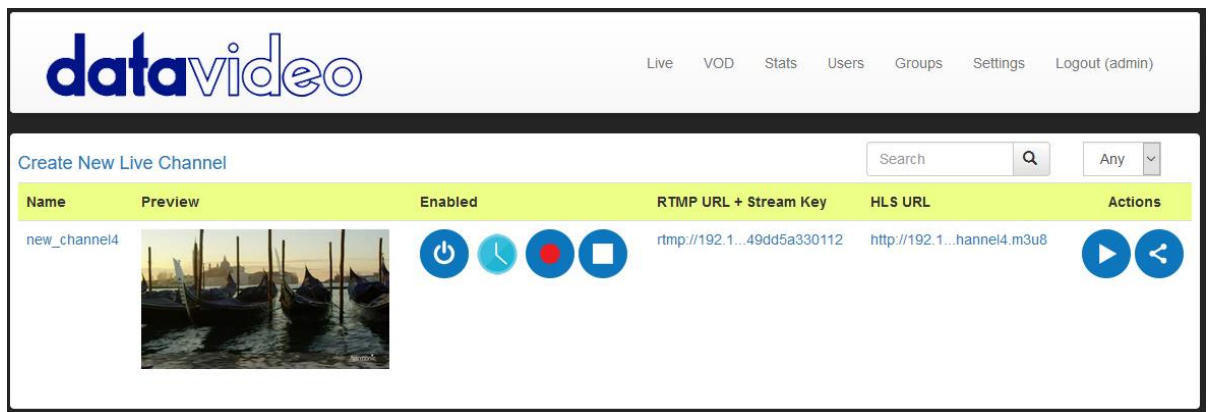 datavideo
Live VOD Stats Users Groups Settings Logout (admin)
Create New Live Channel Search Any
Name Preview Enabled RTMP URL + Stream Key HLS URL Actions
new_channel4 rtmp://192.1...49dd5a330112 http://192.1...hannel4.m3u8